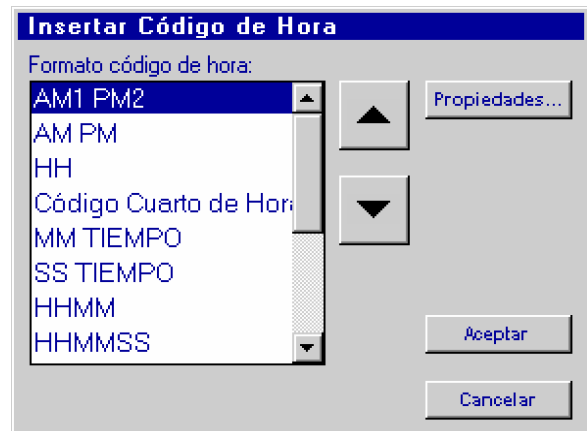 Insertar Código de Hora
Formato código de hora:
AM1 PM2
AM PM
HH
Código Cuarto de Hora
MM TIEMPO
SS TIEMPO
HHMM
HHMMSS
Propiedades...
Aceptar
Cancelar